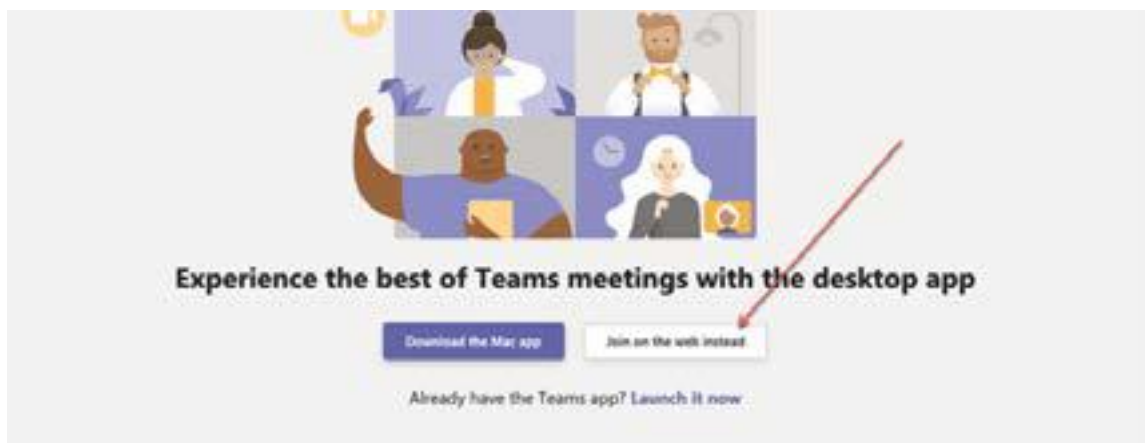 Experience the best of Teams meetings with the desktop app
Download the Mac app
Join on the web instead
Already have the Teams app? Launch it now